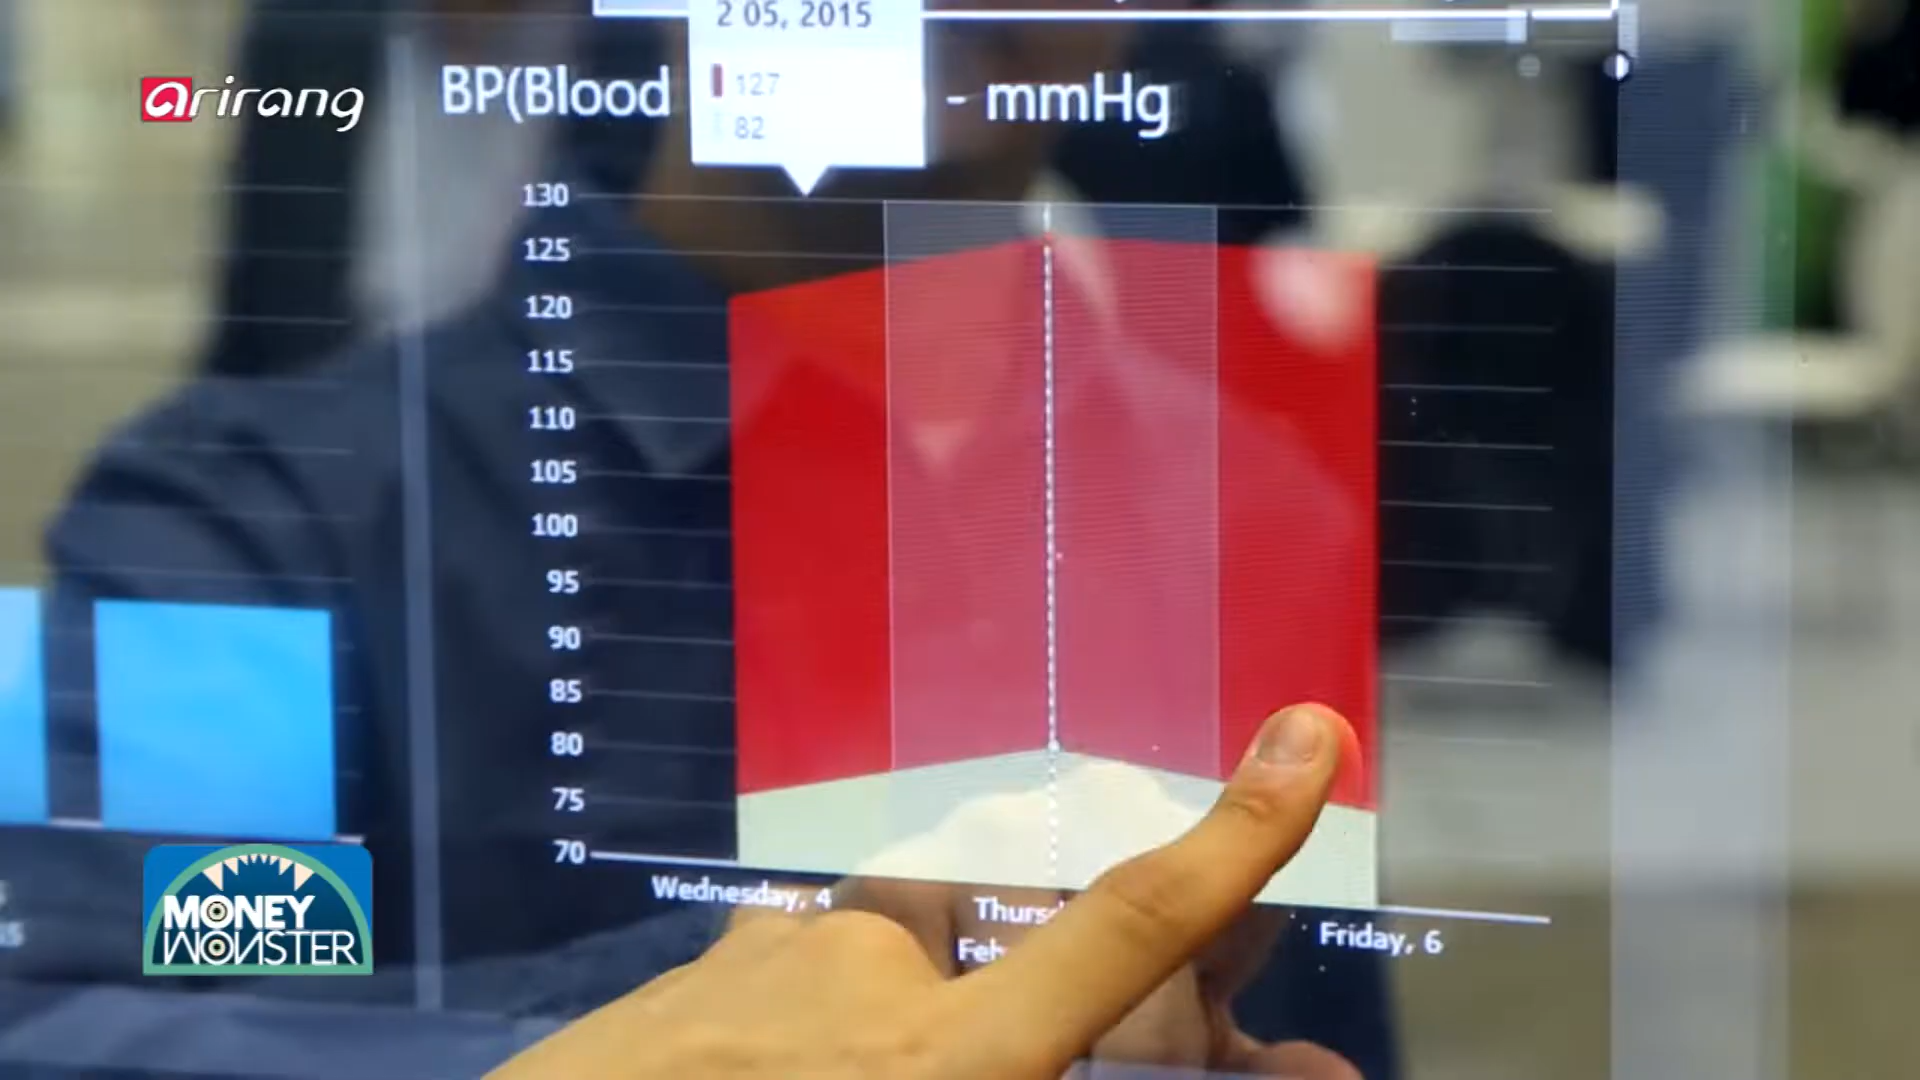 2 05, 2015
127
82
arirang
BP(Blood - mmHg
130
125
120
115
110
105
100
95
90
85
80
75
70
Wednesday, 4
Friday, 6
MONEY
MONSTER